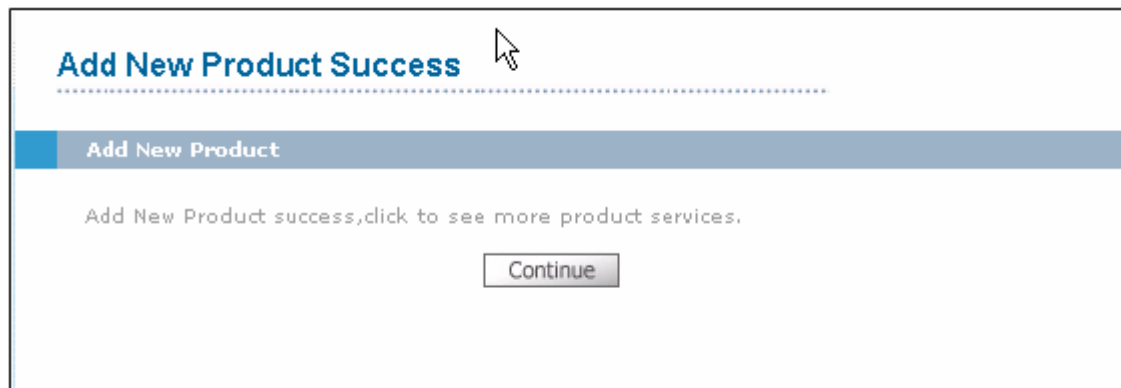 Add New Product Success
Add New Product
Add New Product success,click to see more product services.
Continue